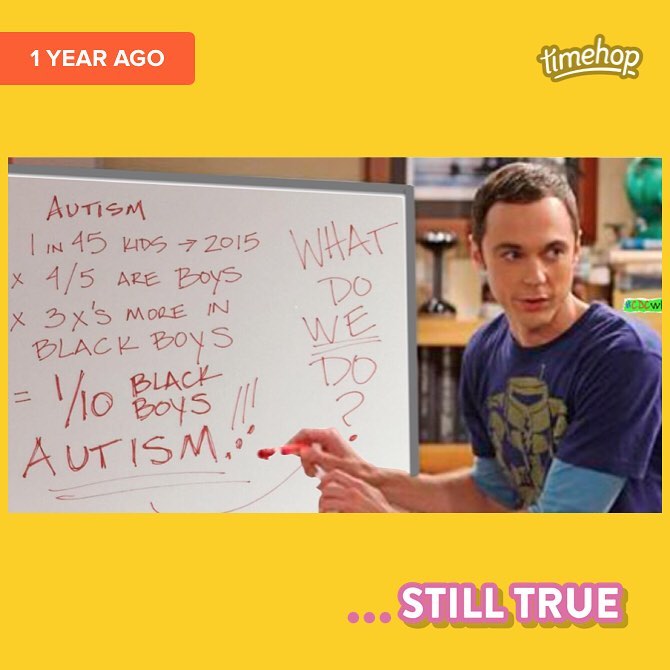 1 YEAR AGO
timehop
AUTISM
1 IN 45 KIDS → 2015
x 4/5 ARE BOYS
x 3x'S MORE IN
BLACK BOYS
= 1/10 BLACK
BOYS !!!
AUTISM...
WHAT
DO
WE
DO
?
#CDCW
... STILL TRUE